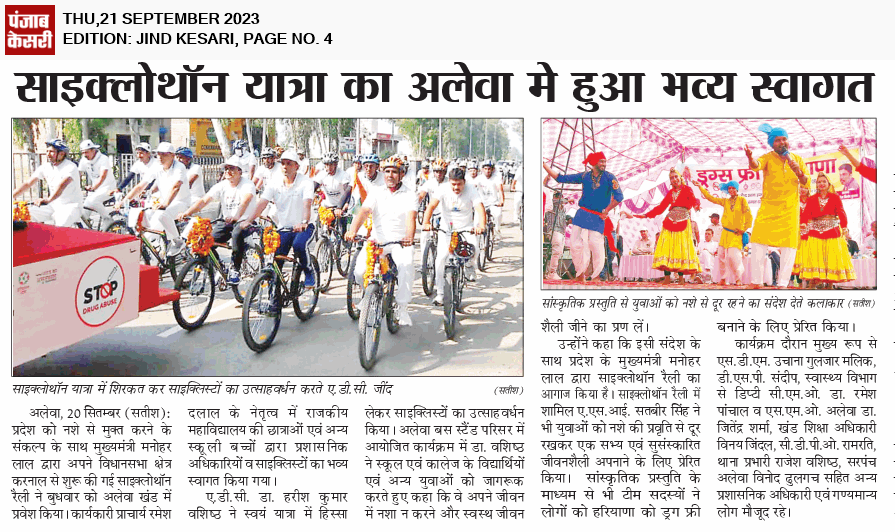 पंजाब
केसरी
THU,21 SEPTEMBER 2023
EDITION: JIND KESARI, PAGE NO. 4
साइक्लोथॉन यात्रा का अलेवा मे हुआ भव्य स्वागत
STOP
DRUG ABUSE
साइक्लोथॉन यात्रा में शिरकत कर साइक्लिस्टों का उत्साहवर्धन करते ए.डी.सी. जींद (सतीश)
ड्रग्स फ्री
सांस्कृतिक प्रस्तुति से युवाओं को नशे से दूर रहने का संदेश देते कलाकार (सतीश)
अलेवा, 20 सितम्बर (सतीश):
प्रदेश को नशे से मुक्त करने के
संकल्प के साथ मुख्यमंत्री मनोहर
लाल द्वारा अपने विधानसभा क्षेत्र
करनाल से शुरू की गई साइक्लोथॉन
रैली ने बुधवार को अलेवा खंड में
प्रवेश किया। कार्यकारी प्राचार्य रमेश
दलाल के नेतृत्व में राजकीय
महाविद्यालय की छात्राओं एवं अन्य
स्कूली बच्चों द्वारा प्रशासनिक
अधिकारियों व साइक्लिस्टों का भव्य
स्वागत किया गया।
ए.डी.सी. डा. हरीश कुमार
वशिष्ठ ने स्वयं यात्रा में हिस्सा
लेकर साइक्लिस्टों का उत्साहवर्धन
किया। अलेवा बस स्टैंड परिसर में
आयोजित कार्यक्रम में डा. वशिष्ठ
ने स्कूल एवं कालेज के विद्यार्थियों
एवं अन्य युवाओं को जागरूक
करते हुए कहा कि वे अपने जीवन
में नशा न करने और स्वस्थ जीवन
शैली जीने का प्रण लें।
उन्होंने कहा कि इसी संदेश के
साथ प्रदेश के मुख्यमंत्री मनोहर
लाल द्वारा साइक्लोथॉन रैली का
आगाज किया है। साइक्लोथॉन रैली में
शामिल ए.एस.आई. सतबीर सिंह ने
भी युवाओं को नशे की प्रवृति से दूर
रखकर एक सभ्य एवं सुसंस्कारित
जीवनशैली अपनाने के लिए प्रेरित
किया। सांस्कृतिक प्रस्तुति के
माध्यम से भी टीम सदस्यों ने
लोगों को हरियाणा को ड्रग फ्री
बनाने के लिए प्रेरित किया।
कार्यक्रम दौरान मुख्य रूप से
एस.डी.एम. उचाना गुलजार मलिक,
डी.एस.पी. संदीप, स्वास्थ्य विभाग
से डिप्टी सी.एम.ओ. डा. रमेश
पांचाल व एस.एम.ओ. अलेवा डा.
जितेंद्र शर्मा, खंड शिक्षा अधिकारी
विनय जिंदल, सी.डी.पी.ओ. रामरति,
थाना प्रभारी राजेश वशिष्ठ, सरपंच
अलेवा विनोद ढुलगच सहित अन्य
प्रशासनिक अधिकारी एवं गण्यमान्य
लोग मौजूद रहे।